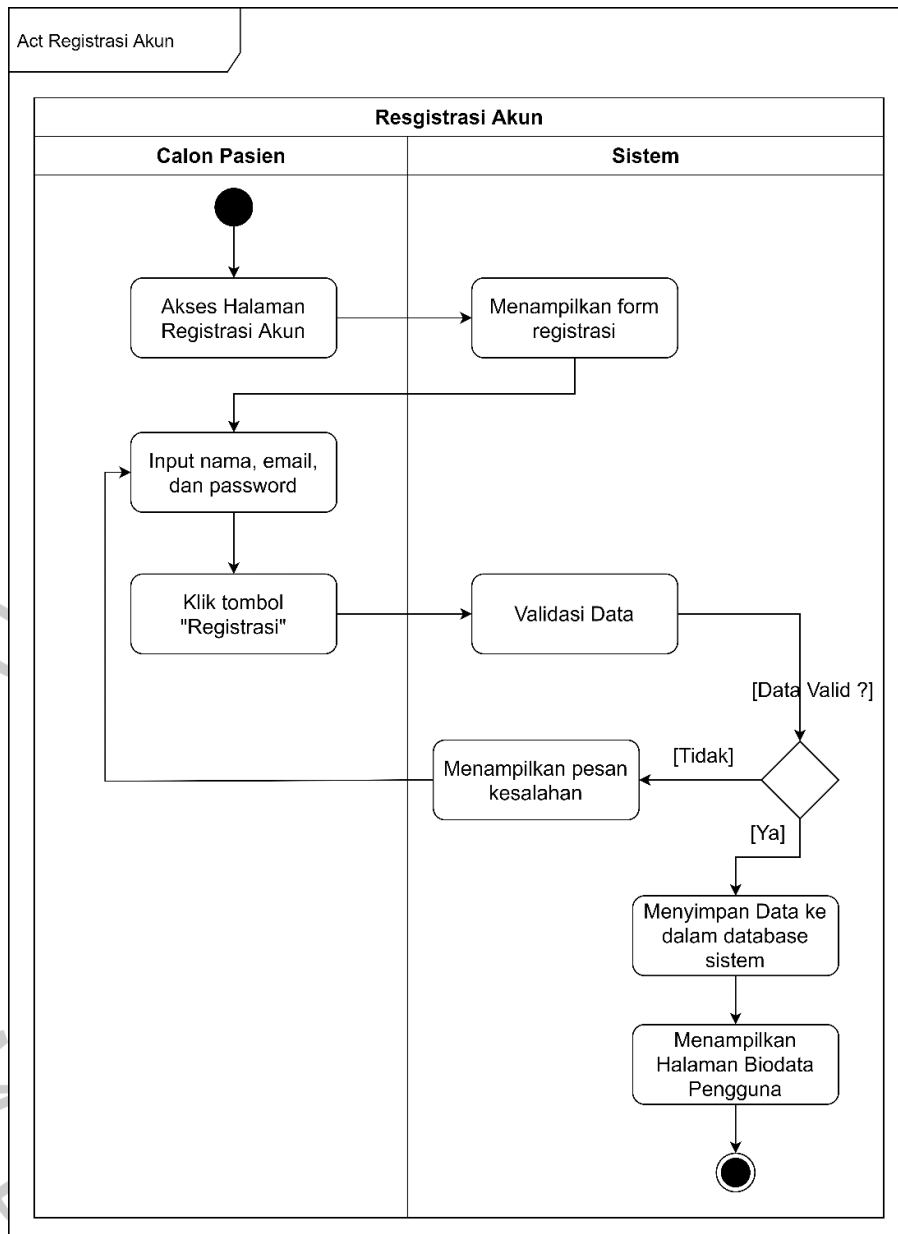 Act Registrasi Akun
Resgistrasi Akun
Calon Pasien
Sistem
Akses Halaman
Registrasi Akun
Menampilkan form
registrasi
Input nama, email,
dan password
Klik tombol
"Registrasi"
Validasi Data
[Data Valid ?]
[Tidak]
Menampilkan pesan
kesalahan
[Ya]
Menyimpan Data ke
dalam database
sistem
Menampilkan
Halaman Biodata
Pengguna